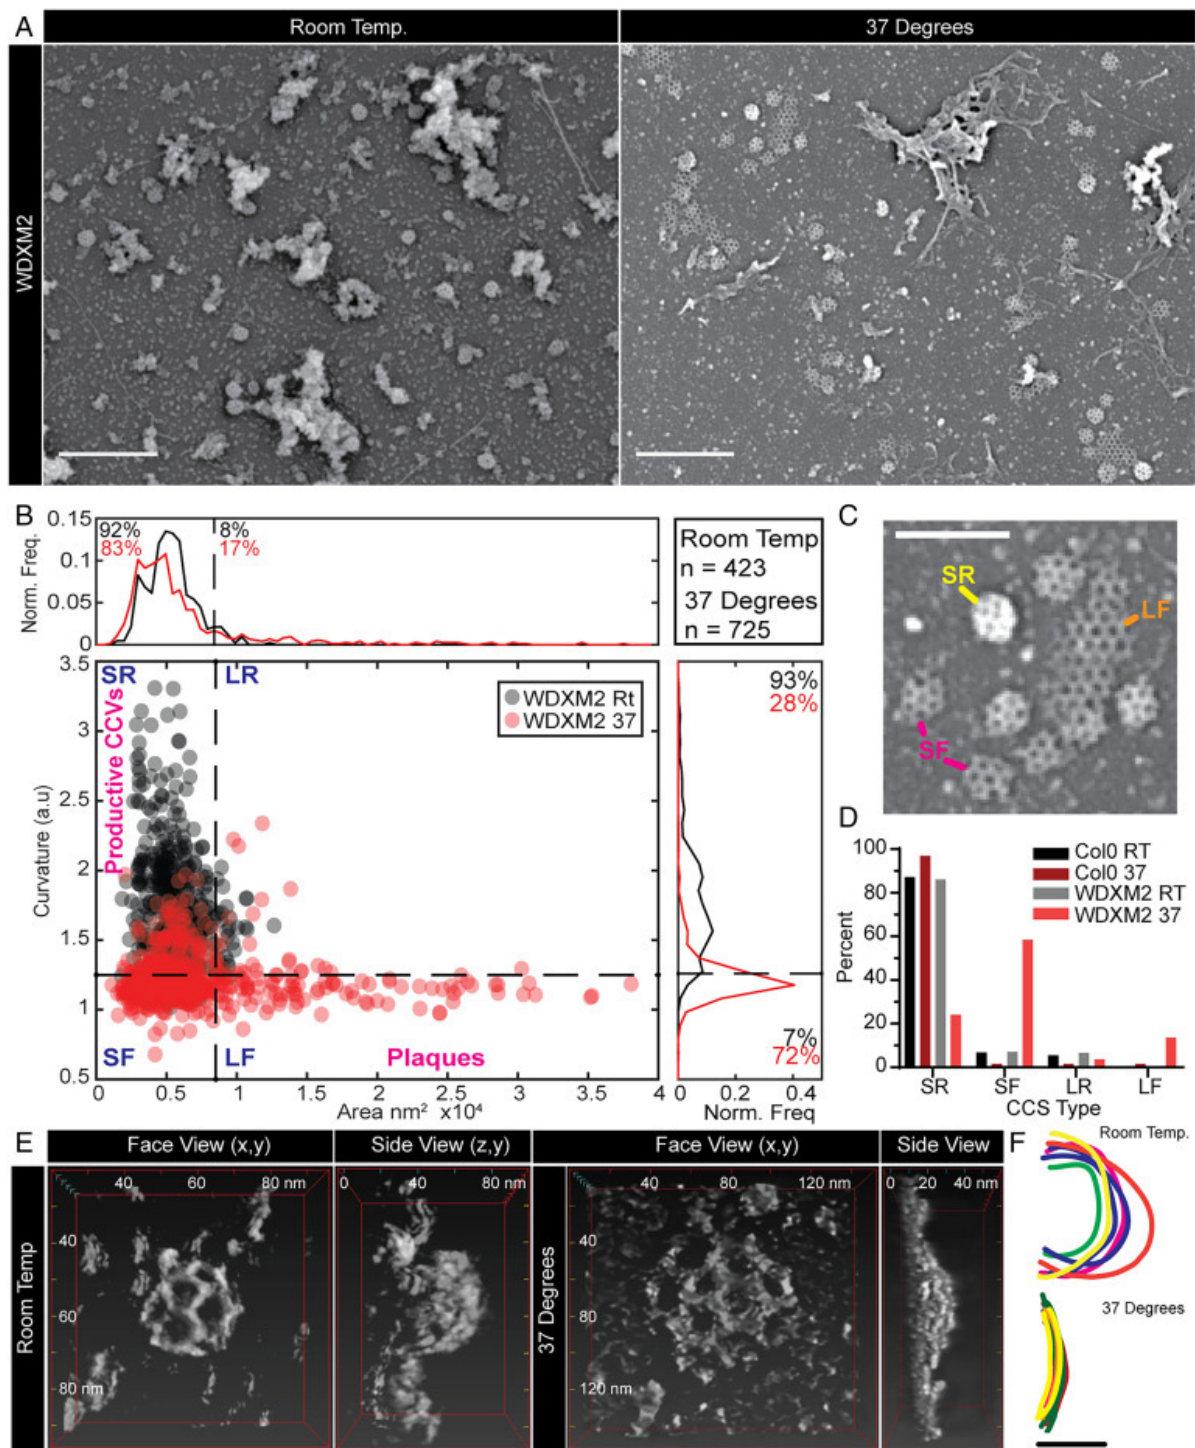 A
Room Temp.
37 Degrees
WDXM2
B
0.15
0.1
0.05
0
Norm. Freq.
92%
83%
8%
17%
Room Temp
n = 423
37 Degrees
n = 725
3.5
3
2.5
2
1.5
1
0.5
Curvature (a.u)
SR
LR
Productive CCVs
WDXM2 Rt
WDXM2 37
SF
LF
Plaques
0
0.5
1
1.5
2
2.5
3
3.5
4
Area nm² x10⁴
93%
28%
7%
72%
0
0.2
0.4
Norm. Freq
C
SR
LF
SF
D
100
80
60
40
20
0
Percent
Col0 RT
Col0 37
WDXM2 RT
WDXM2 37
SR
SF
LR
LF
CCS Type
E
Face View (x,y)
Side View (z,y)
Face View (x,y)
Side View
Room Temp
40
80 nm
40
60
80 nm
0
40
80 nm
37 Degrees
40
80
120 nm
40
80
120 nm
0
20
40 nm
F
Room Temp.
37 Degrees